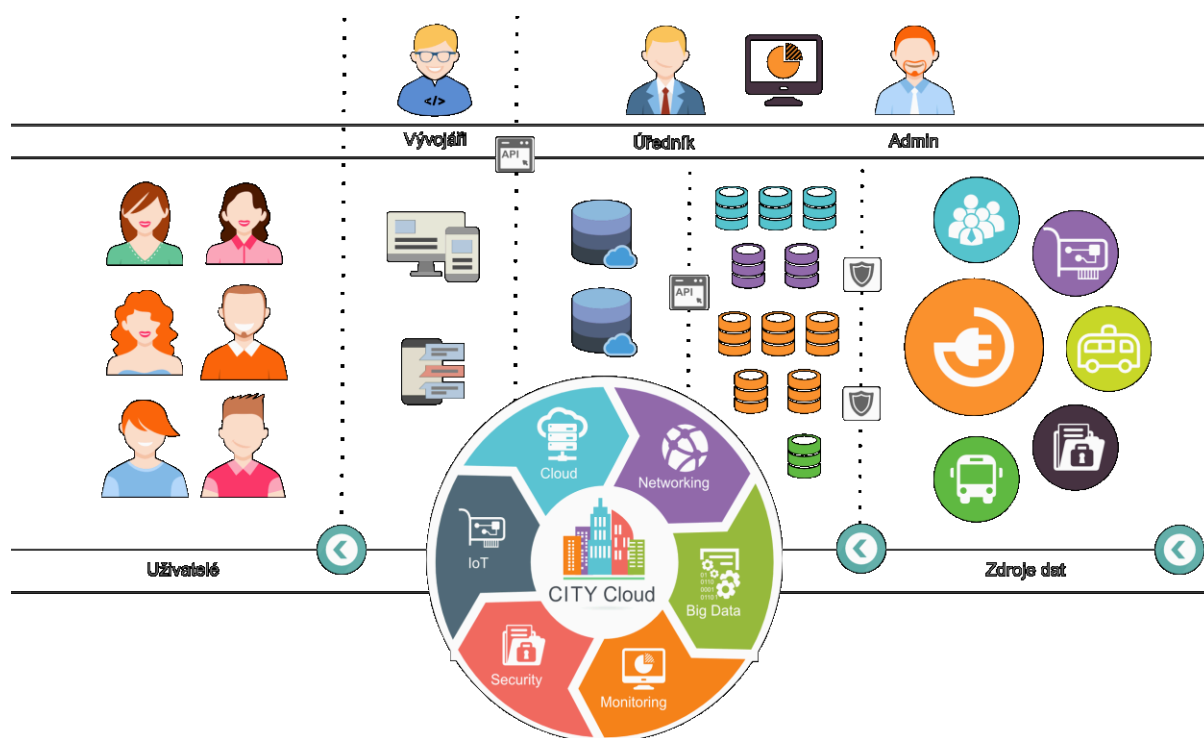 </>
Vývojáři
Úředník
Admin
API
API
Cloud
Networking
IoT
CITY Cloud
Big Data
Security
Monitoring
Uživatelé
Zdroje dat